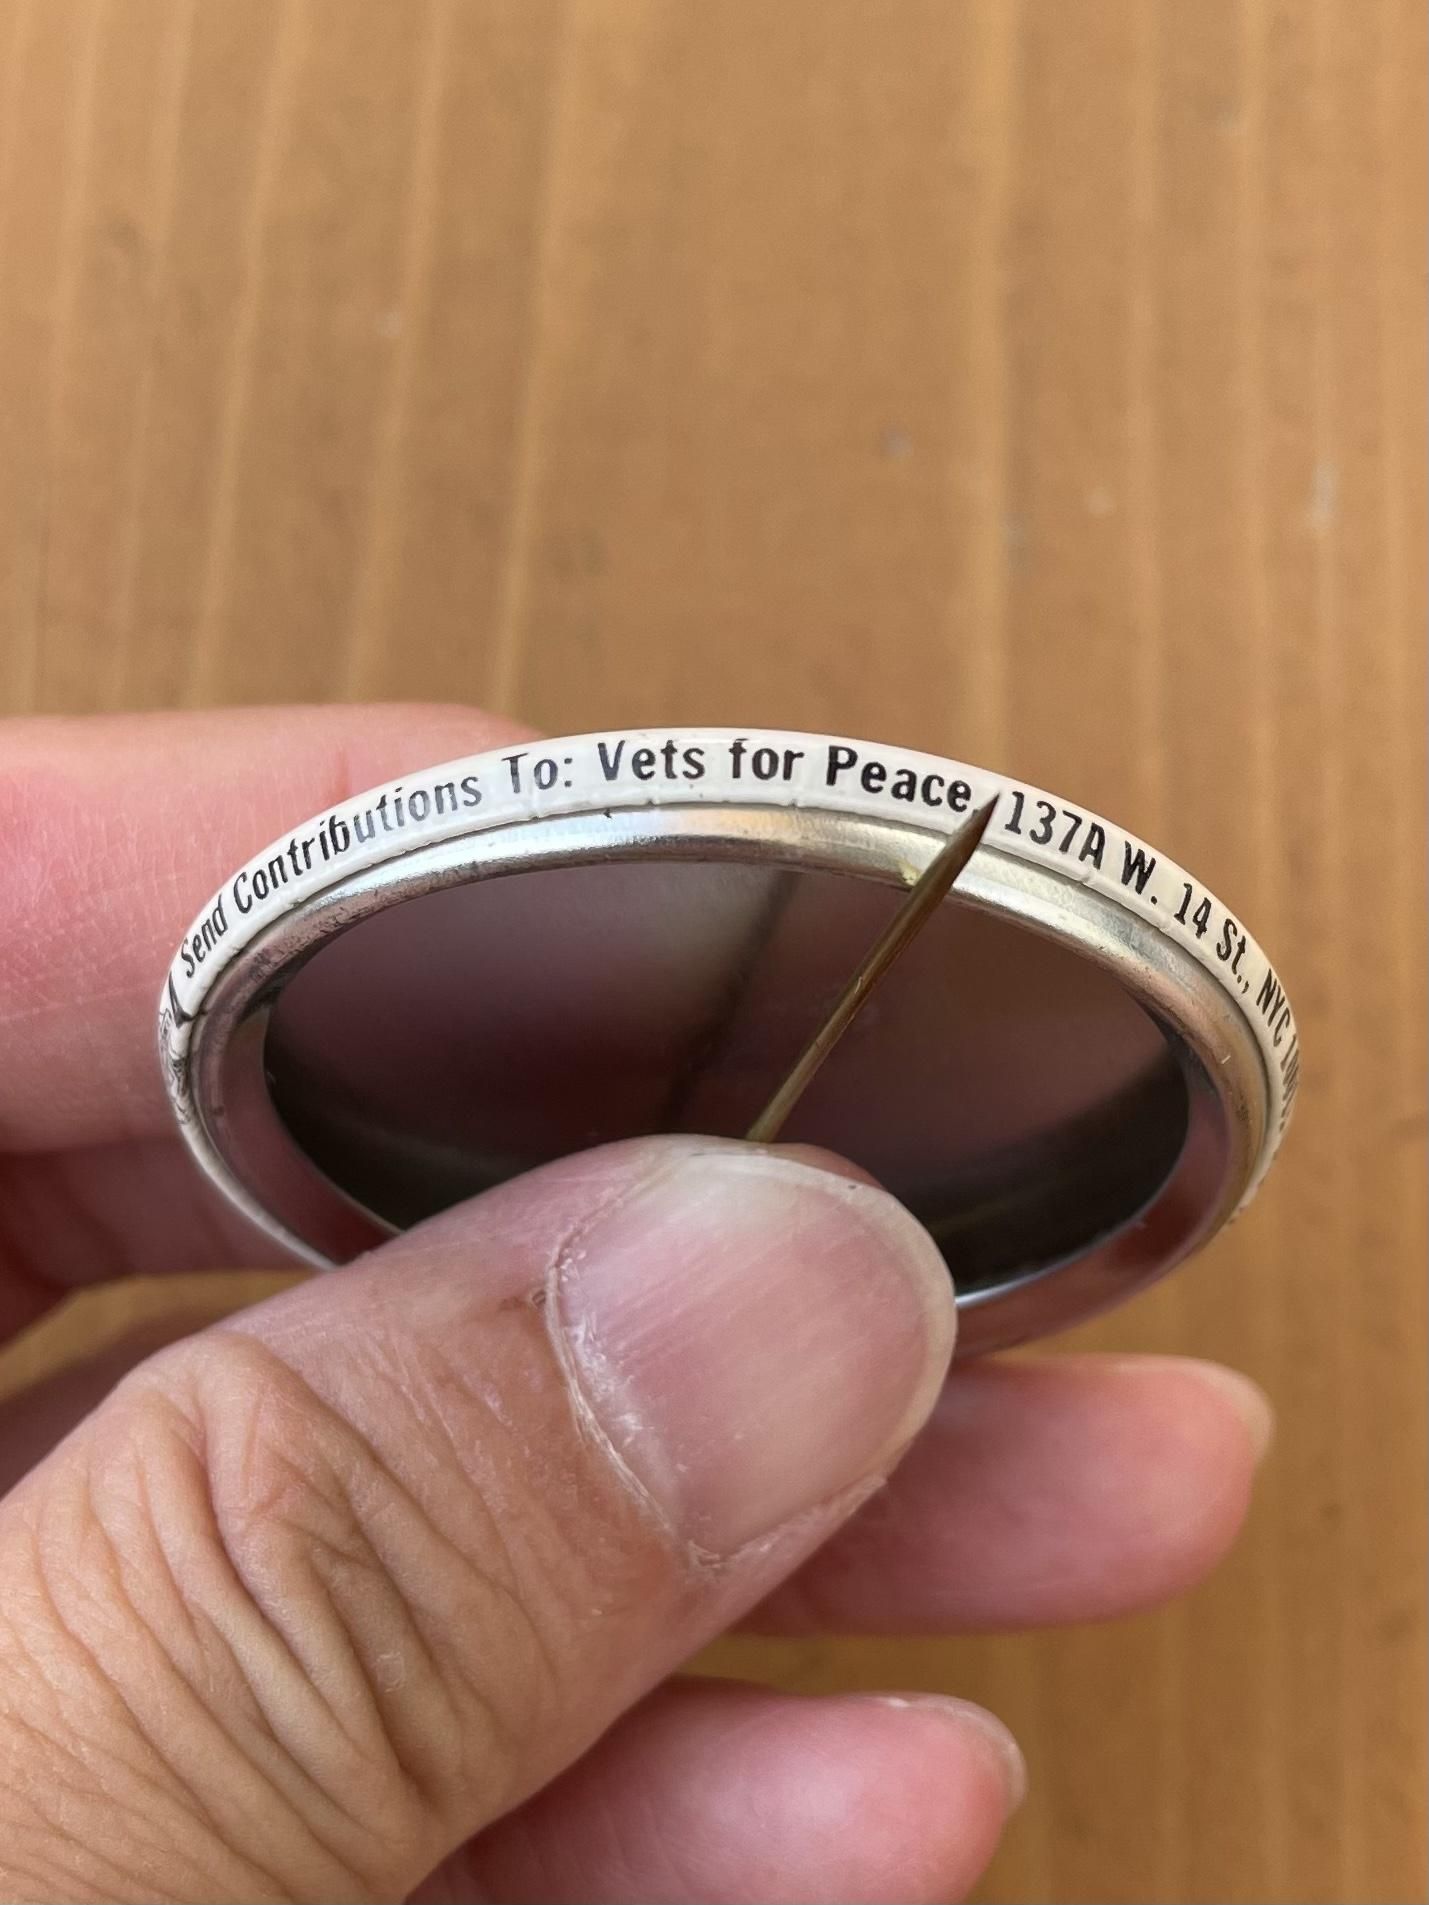 Send Contributions To: Vets for Peace, 137A W. 14 St., NYC